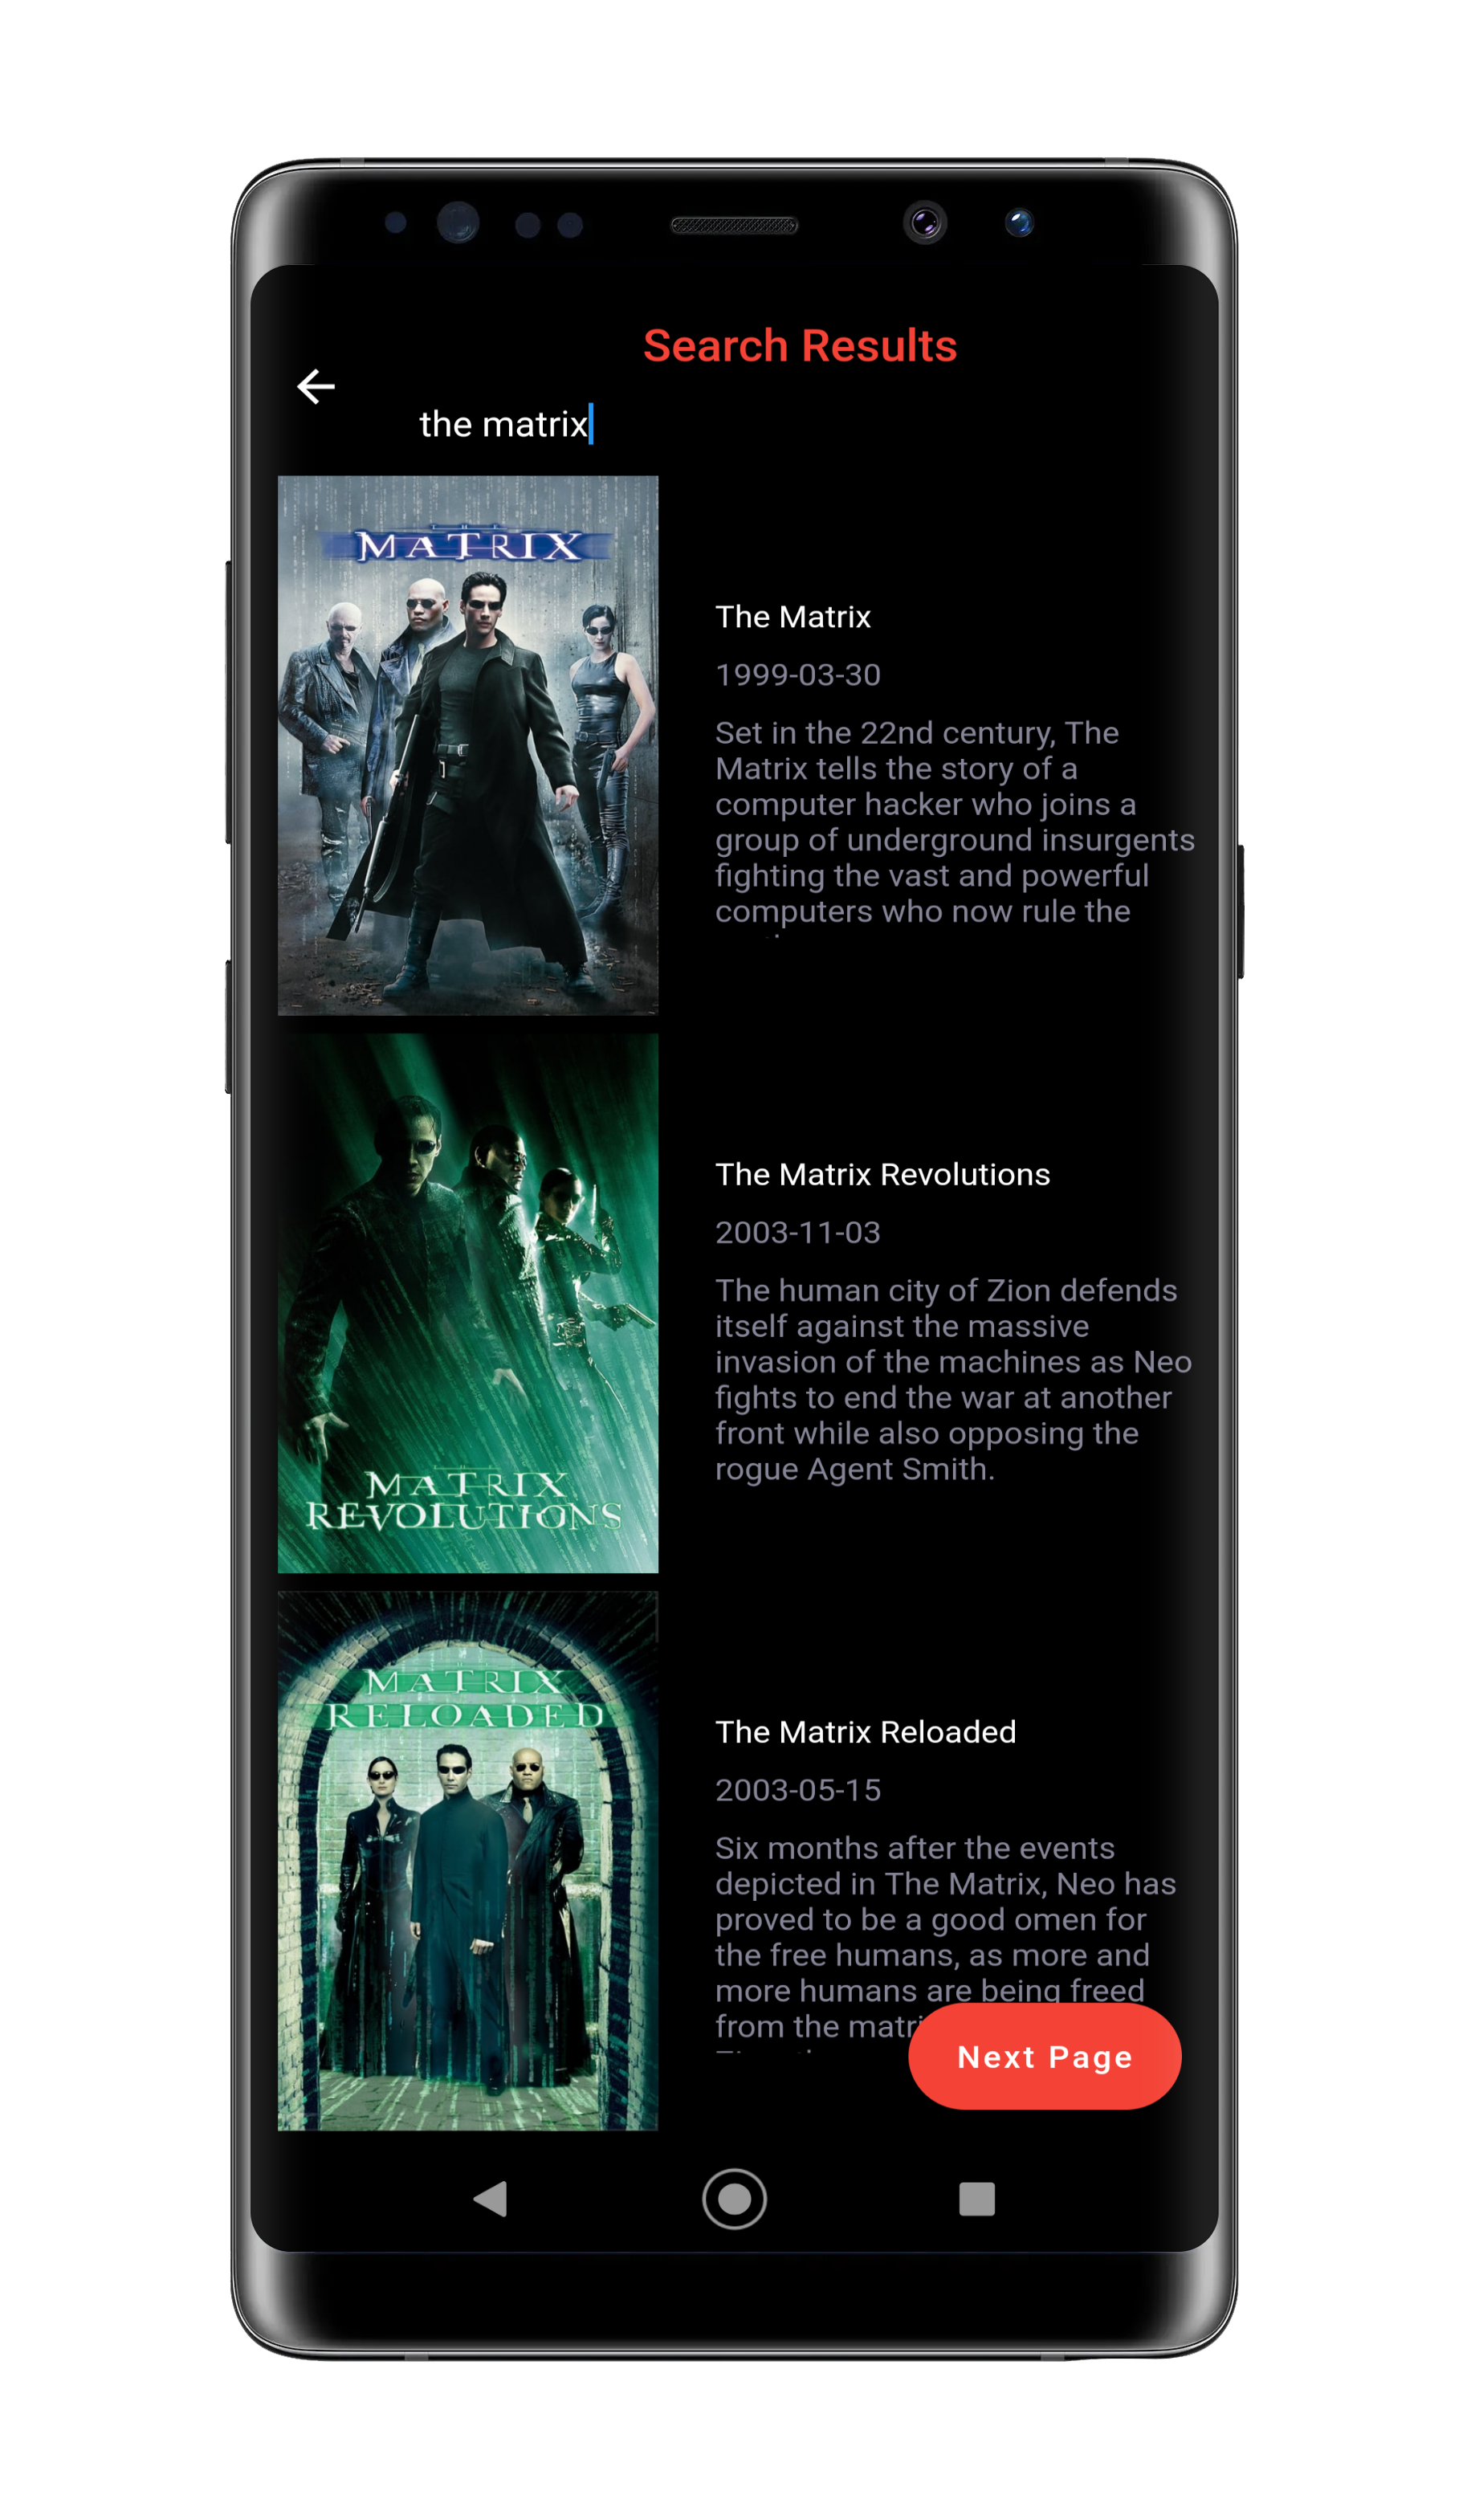 Search Results
the matrix
MATRIX
The Matrix
1999-03-30
Set in the 22nd century, The
Matrix tells the story of a
computer hacker who joins a
group of underground insurgents
fighting the vast and powerful
computers who now rule the
MATRIX
REVOLUTIONS
The Matrix Revolutions
2003-11-03
The human city of Zion defends
itself against the massive
invasion of the machines as Neo
fights to end the war at another
front while also opposing the
rogue Agent Smith.
MATRIX
RELOADED
The Matrix Reloaded
2003-05-15
Six months after the events
depicted in The Matrix, Neo has
proved to be a good omen for
the free humans, as more and
more humans are being freed
from the
Next Page